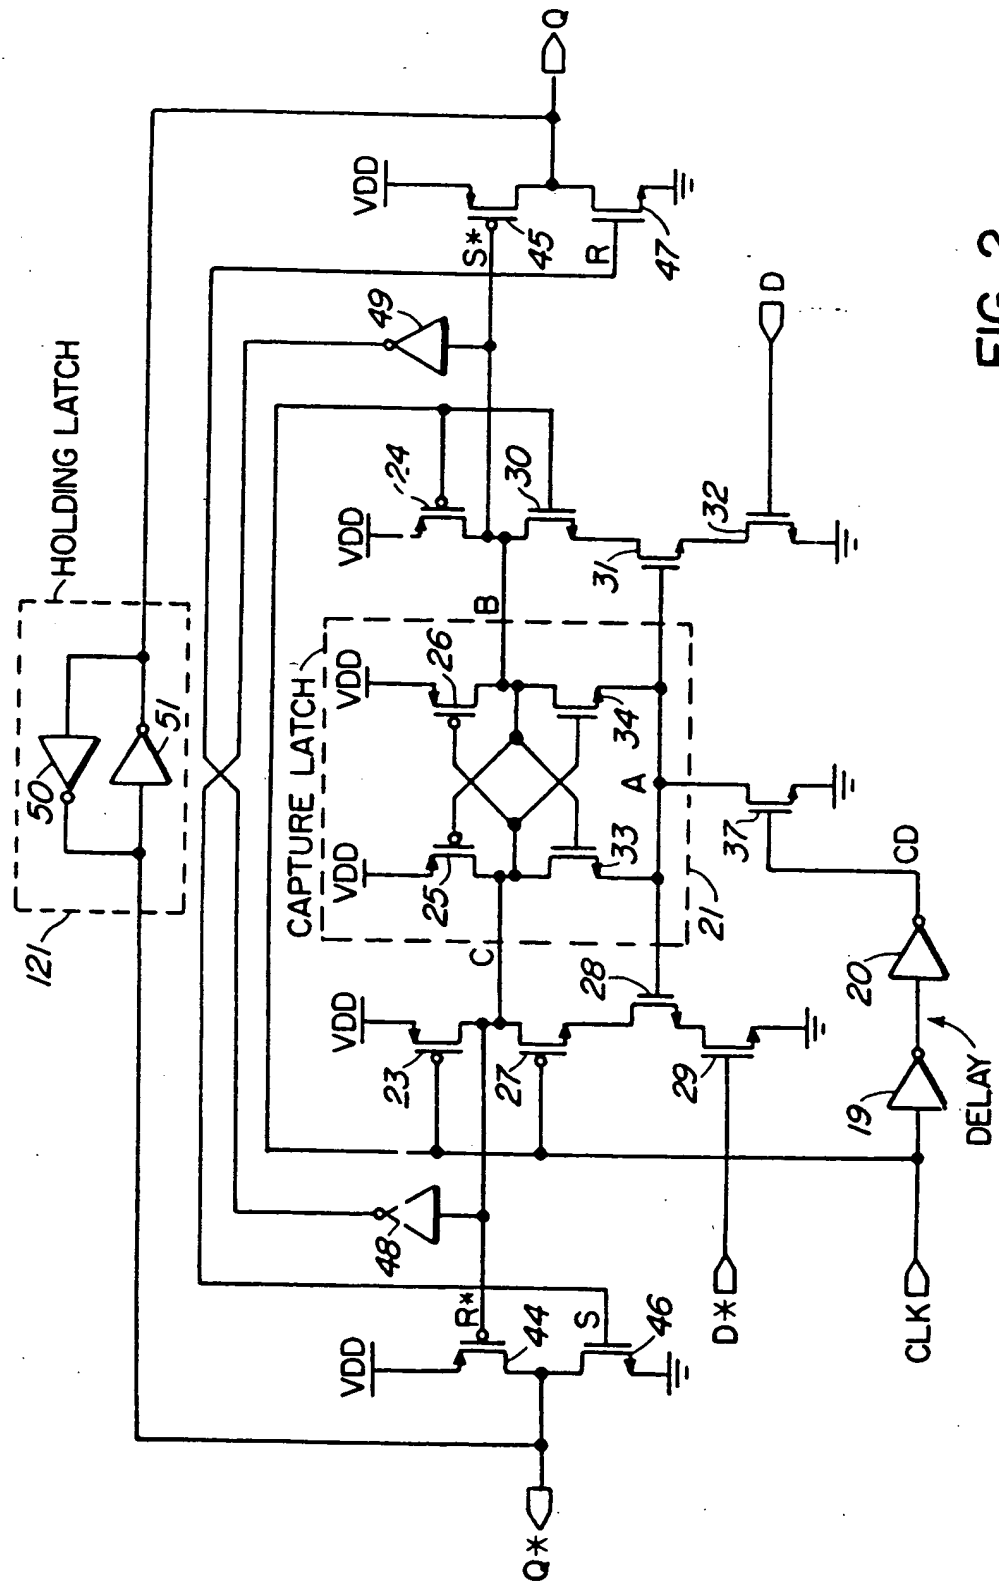 HOLDING LATCH
121
50
51
Q
VDD
S*
45
R
47
49
VDD
24
30
31
32
D
B
CAPTURE LATCH
VDD
26
34
VDD
25
33
A
21
37
CD
C
VDD
23
27
28
29
20
19
DELAY
48
VDD
R*
44
S
46
D*
CLK
Q*
FIG. 2